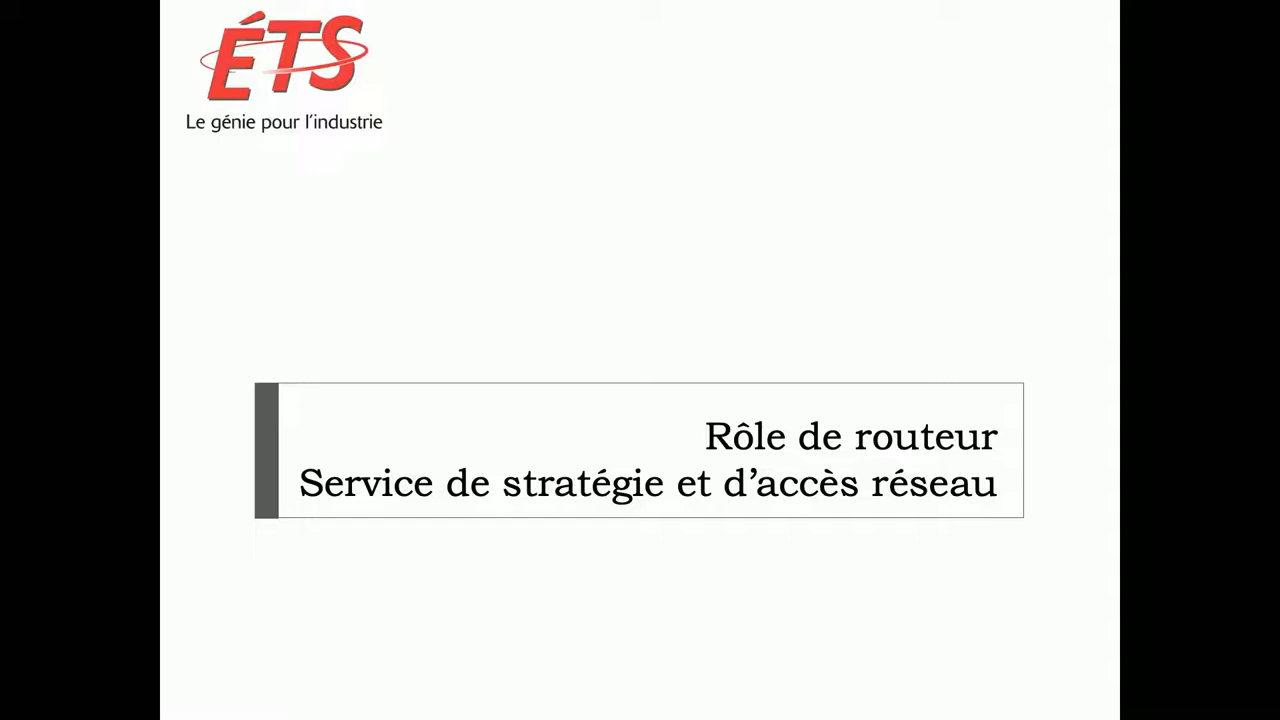 ÉTS
Le génie pour l'industrie
Rôle de routeur
Service de stratégie et d’accès réseau